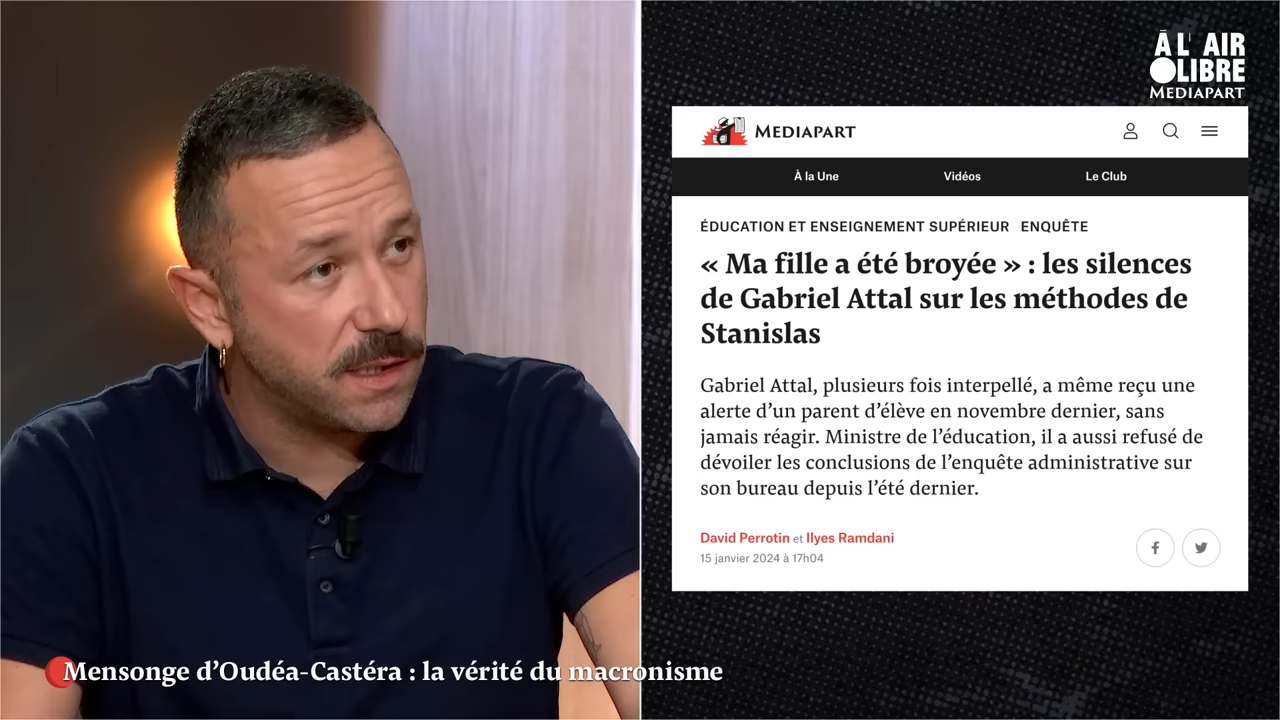 À L' AIR
LIBRE
MEDIAPART
MEDIAPART
À la Une
Vidéos
Le Club
ÉDUCATION ET ENSEIGNEMENT SUPÉRIEUR ENQUÊTE
« Ma fille a été broyée » : les silences
de Gabriel Attal sur les méthodes de
Stanislas
Gabriel Attal, plusieurs fois interpellé, a même reçu une
alerte d’un parent d’élève en novembre dernier, sans
jamais réagir. Ministre de l’éducation, il a aussi refusé de
dévoiler les conclusions de l’enquête administrative sur
son bureau depuis l’été dernier.
David Perrotin et Ilyes Ramdani
15 janvier 2024 à 17h04
Mensonge d’Oudéa-Castéra : la vérité du macronisme